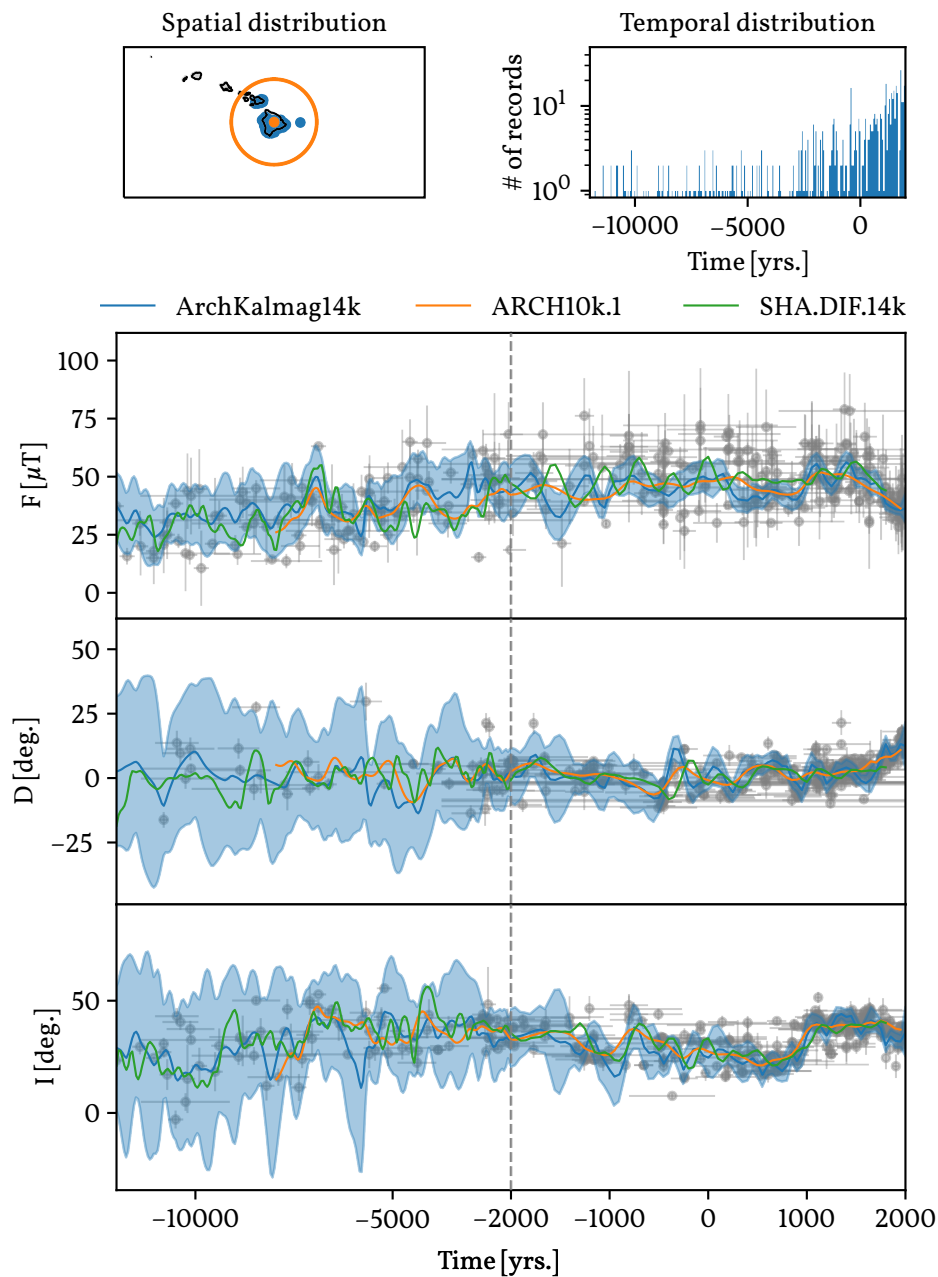 Spatial distribution
Temporal distribution
# of records
10¹
10⁰
−10000 −5000 0
Time [yrs.]
ArchKalmag14k ARCH10k.1 SHA.DIF.14k
F [μT]
100
75
50
25
0
D [deg.]
50
25
0
−25
I [deg.]
50
0
−10000 −5000 −2000 −1000 0 1000 2000
Time [yrs.]